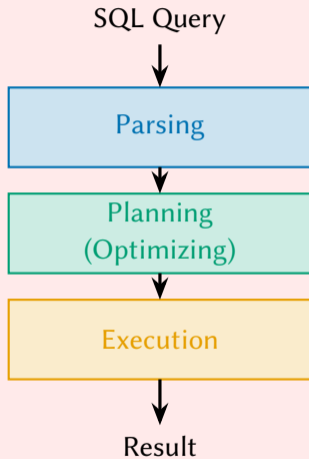 SQL Query
Parsing
Planning
(Optimizing)
Execution
Result